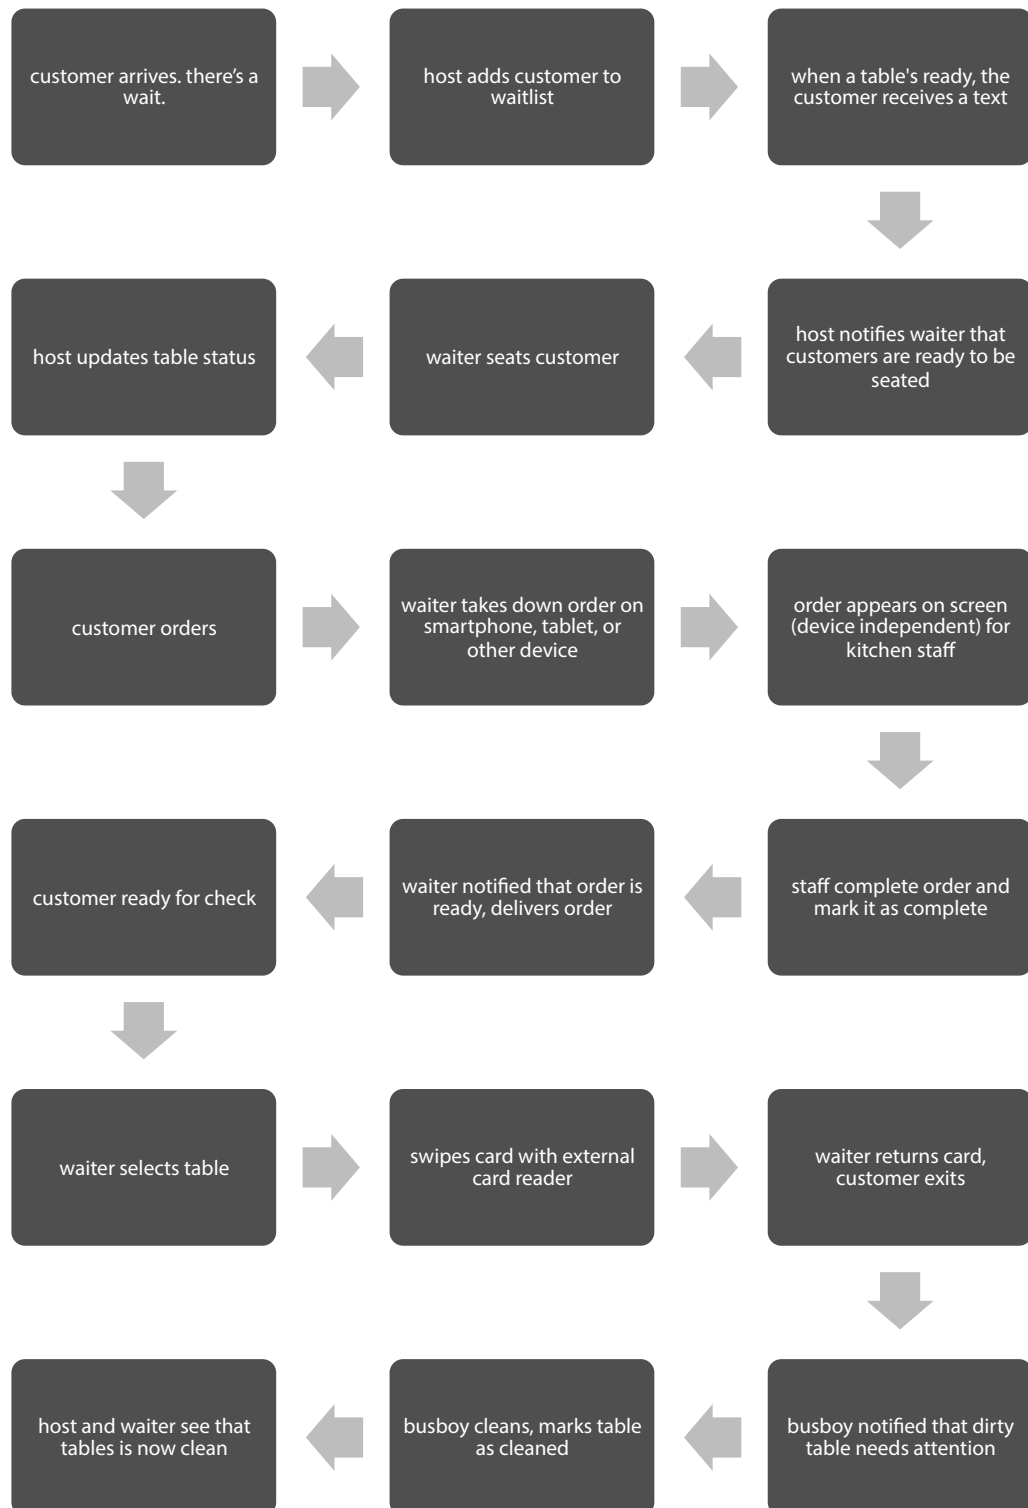 customer arrives. there's a
wait.
host adds customer to
waitlist
when a table's ready, the
customer receives a text
host notifies waiter that
customers are ready to be
seated
waiter seats customer
host updates table status
customer orders
waiter takes down order on
smartphone, tablet, or
other device
order appears on screen
(device independent) for
kitchen staff
staff complete order and
mark it as complete
waiter notified that order is
ready, delivers order
customer ready for check
waiter selects table
swipes card with external
card reader
waiter returns card,
customer exits
busboy notified that dirty
table needs attention
busboy cleans, marks table
as cleaned
host and waiter see that
tables is now clean